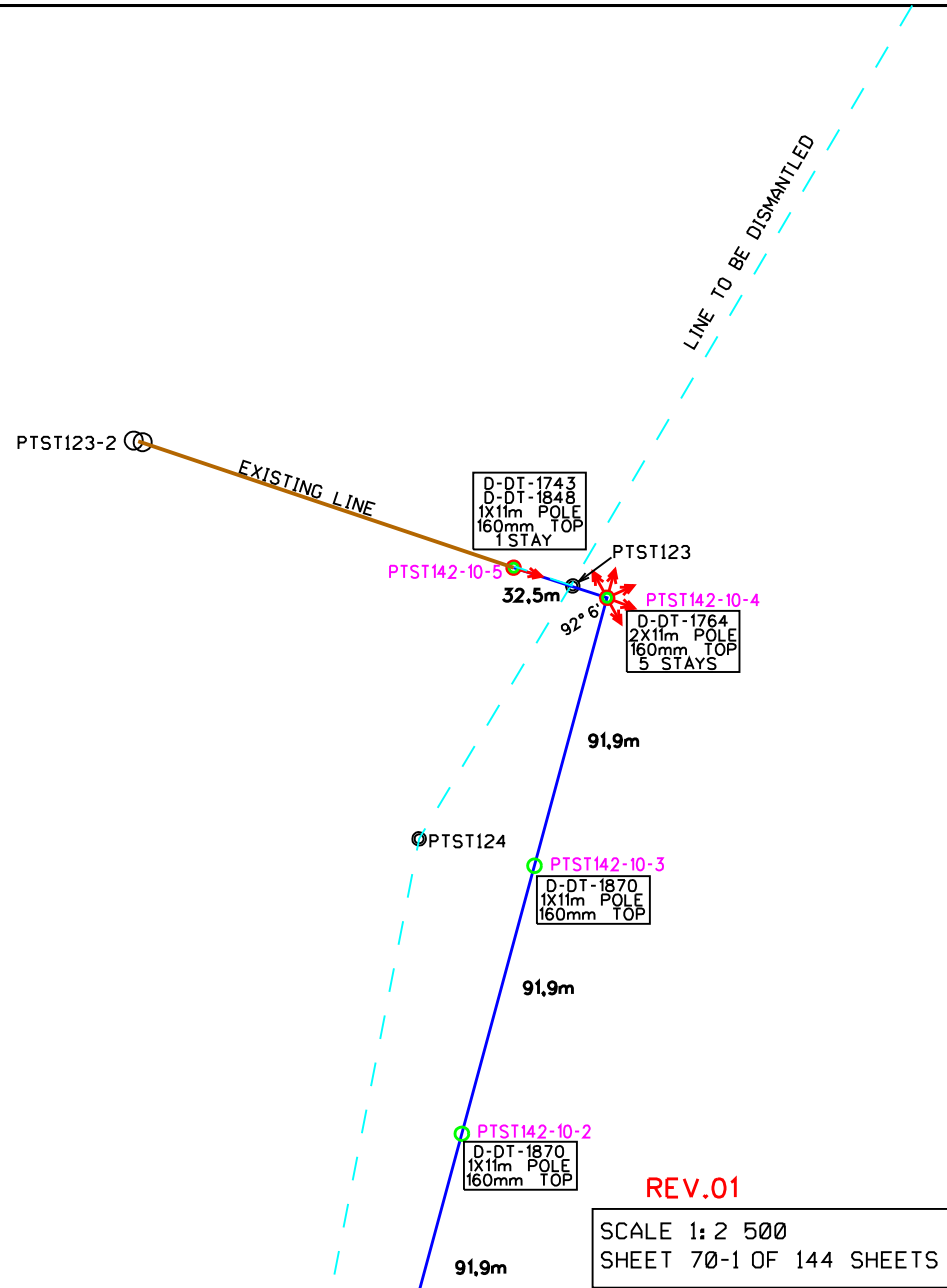 LINE TO BE DISMANTLED
PTST123-2
EXISTING LINE
D-DT-1743
D-DT-1848
1X11m POLE
160mm TOP
1 STAY
PTST123
PTST142-10-5
32,5m
PTST142-10-4
92° 6'
D-DT-1764
2X11m POLE
160mm TOP
5 STAYS
91,9m
PTST124
PTST142-10-3
D-DT-1870
1X11m POLE
160mm TOP
91,9m
PTST142-10-2
D-DT-1870
1X11m POLE
160mm TOP
REV.01
SCALE 1: 2 500
SHEET 70-1 OF 144 SHEETS
91,9m